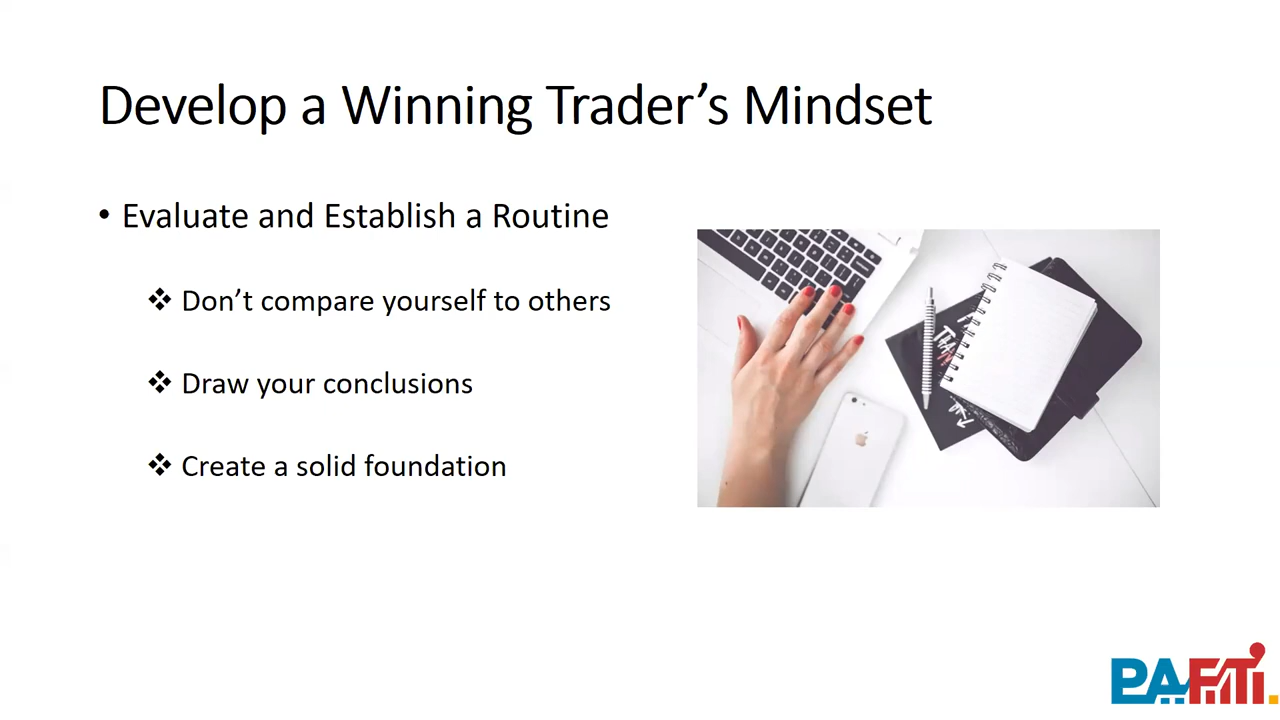 Develop a Winning Trader’s Mindset
• Evaluate and Establish a Routine
❖ Don’t compare yourself to others
❖ Draw your conclusions
❖ Create a solid foundation
PAFTI.